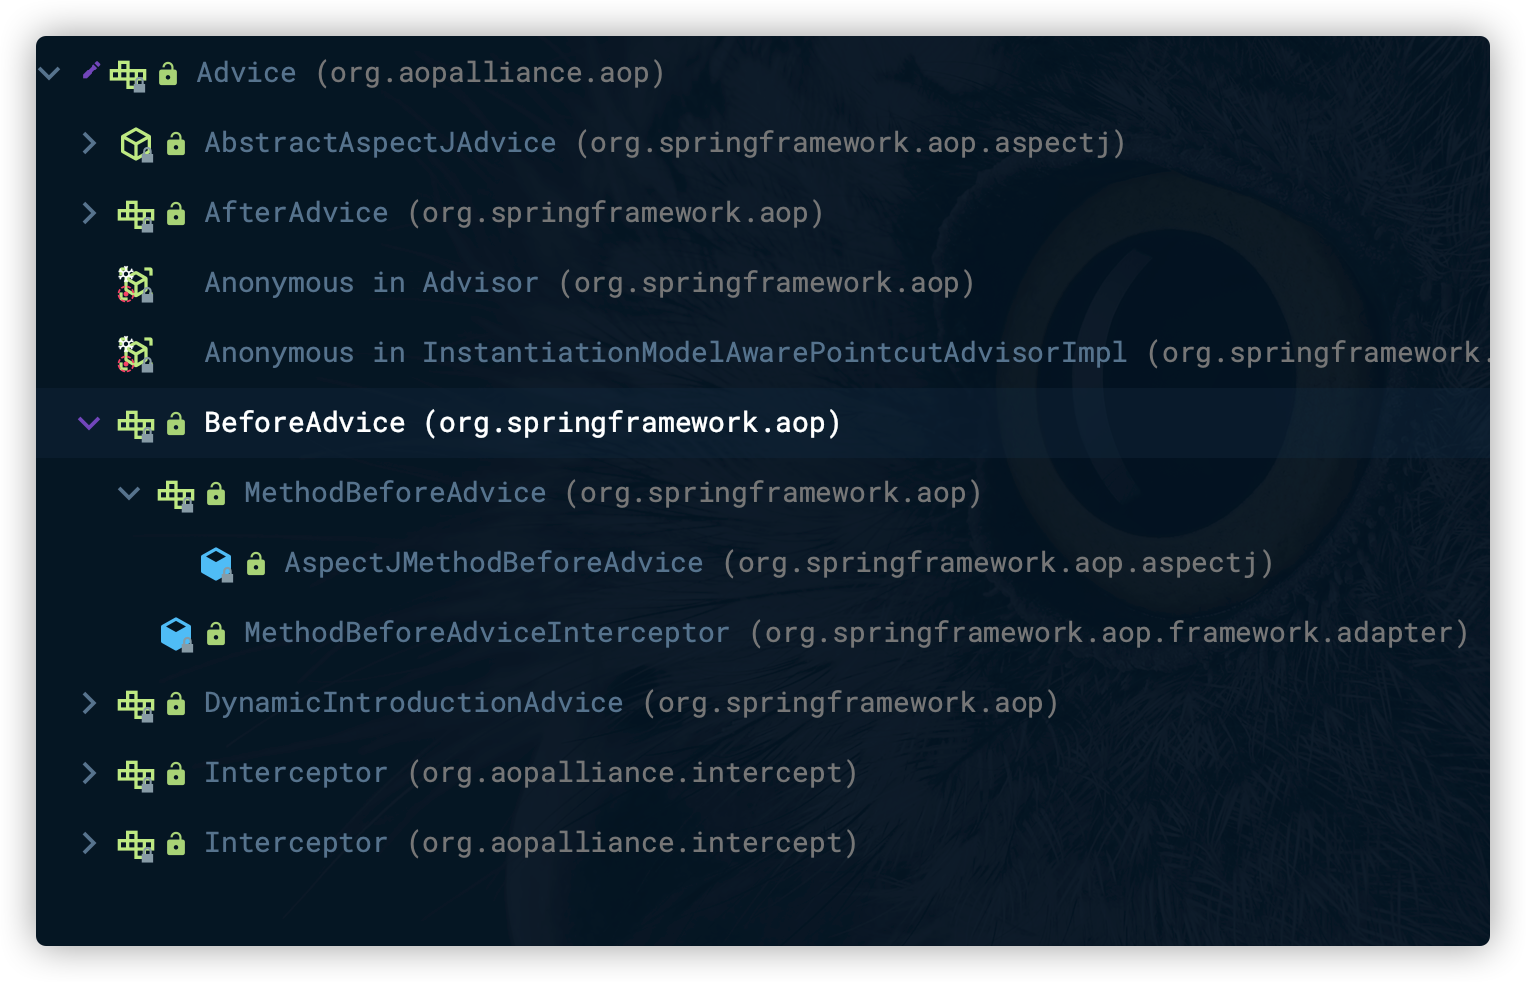 Advice (org.aopalliance.aop)
AbstractAspectJAdvice (org.springframework.aop.aspectj)
AfterAdvice (org.springframework.aop)
Anonymous in Advisor (org.springframework.aop)
Anonymous in InstantiationModelAwarePointcutAdvisorImpl (org.springframework.
BeforeAdvice (org.springframework.aop)
MethodBeforeAdvice (org.springframework.aop)
AspectJMethodBeforeAdvice (org.springframework.aop.aspectj)
MethodBeforeAdviceInterceptor (org.springframework.aop.framework.adapter)
DynamicIntroductionAdvice (org.springframework.aop)
Interceptor (org.aopalliance.intercept)
Interceptor (org.aopalliance.intercept)